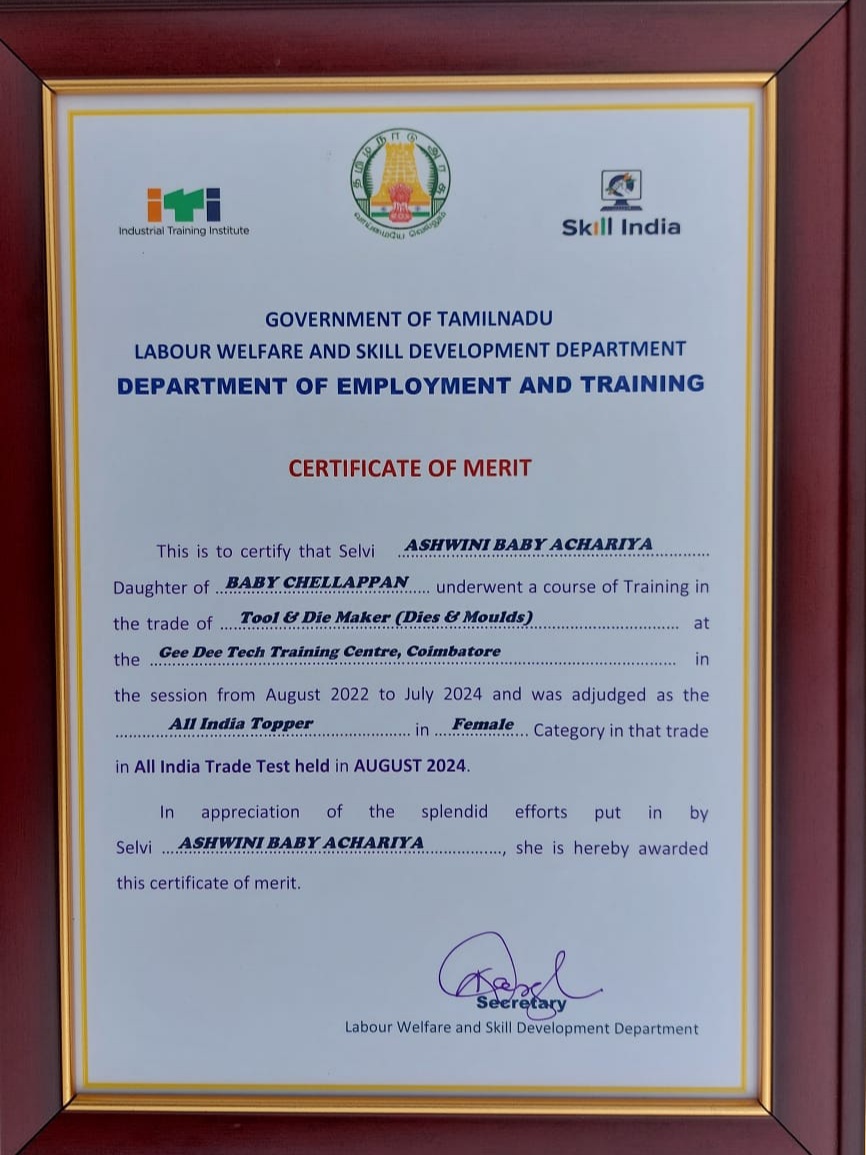 தமிழ்நாடு அரசு
வாய்மையே வெல்லும்
iTi
Industrial Training Institute
Skill India
GOVERNMENT OF TAMILNADU
LABOUR WELFARE AND SKILL DEVELOPMENT DEPARTMENT
DEPARTMENT OF EMPLOYMENT AND TRAINING
CERTIFICATE OF MERIT
This is to certify that Selvi ASHWINI BABY ACHARIYA
Daughter of BABY CHELLAPPAN underwent a course of Training in
the trade of Tool & Die Maker (Dies & Moulds) at
the Gee Dee Tech Training Centre, Coimbatore in
the session from August 2022 to July 2024 and was adjudged as the
All India Topper in Female Category in that trade
in All India Trade Test held in AUGUST 2024.
In appreciation of the splendid efforts put in by
Selvi ASHWINI BABY ACHARIYA, she is hereby awarded
this certificate of merit.
Secretary
Labour Welfare and Skill Development Department